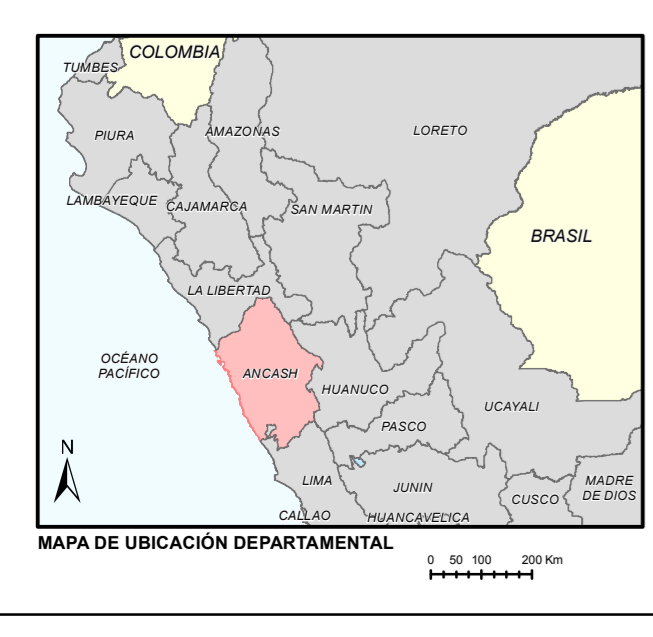 COLOMBIA
TUMBES
PIURA
AMAZONAS
LORETO
LAMBAYEQUE
CAJAMARCA
SAN MARTIN
BRASIL
LA LIBERTAD
OCÉANO
PACÍFICO
ANCASH
HUANUCO
UCAYALI
PASCO
N
LIMA
JUNIN
MADRE
DE DIOS
CUSCO
CALLAO
HUANCAVELICA
MAPA DE UBICACIÓN DEPARTAMENTAL
0 50 100 200 Km